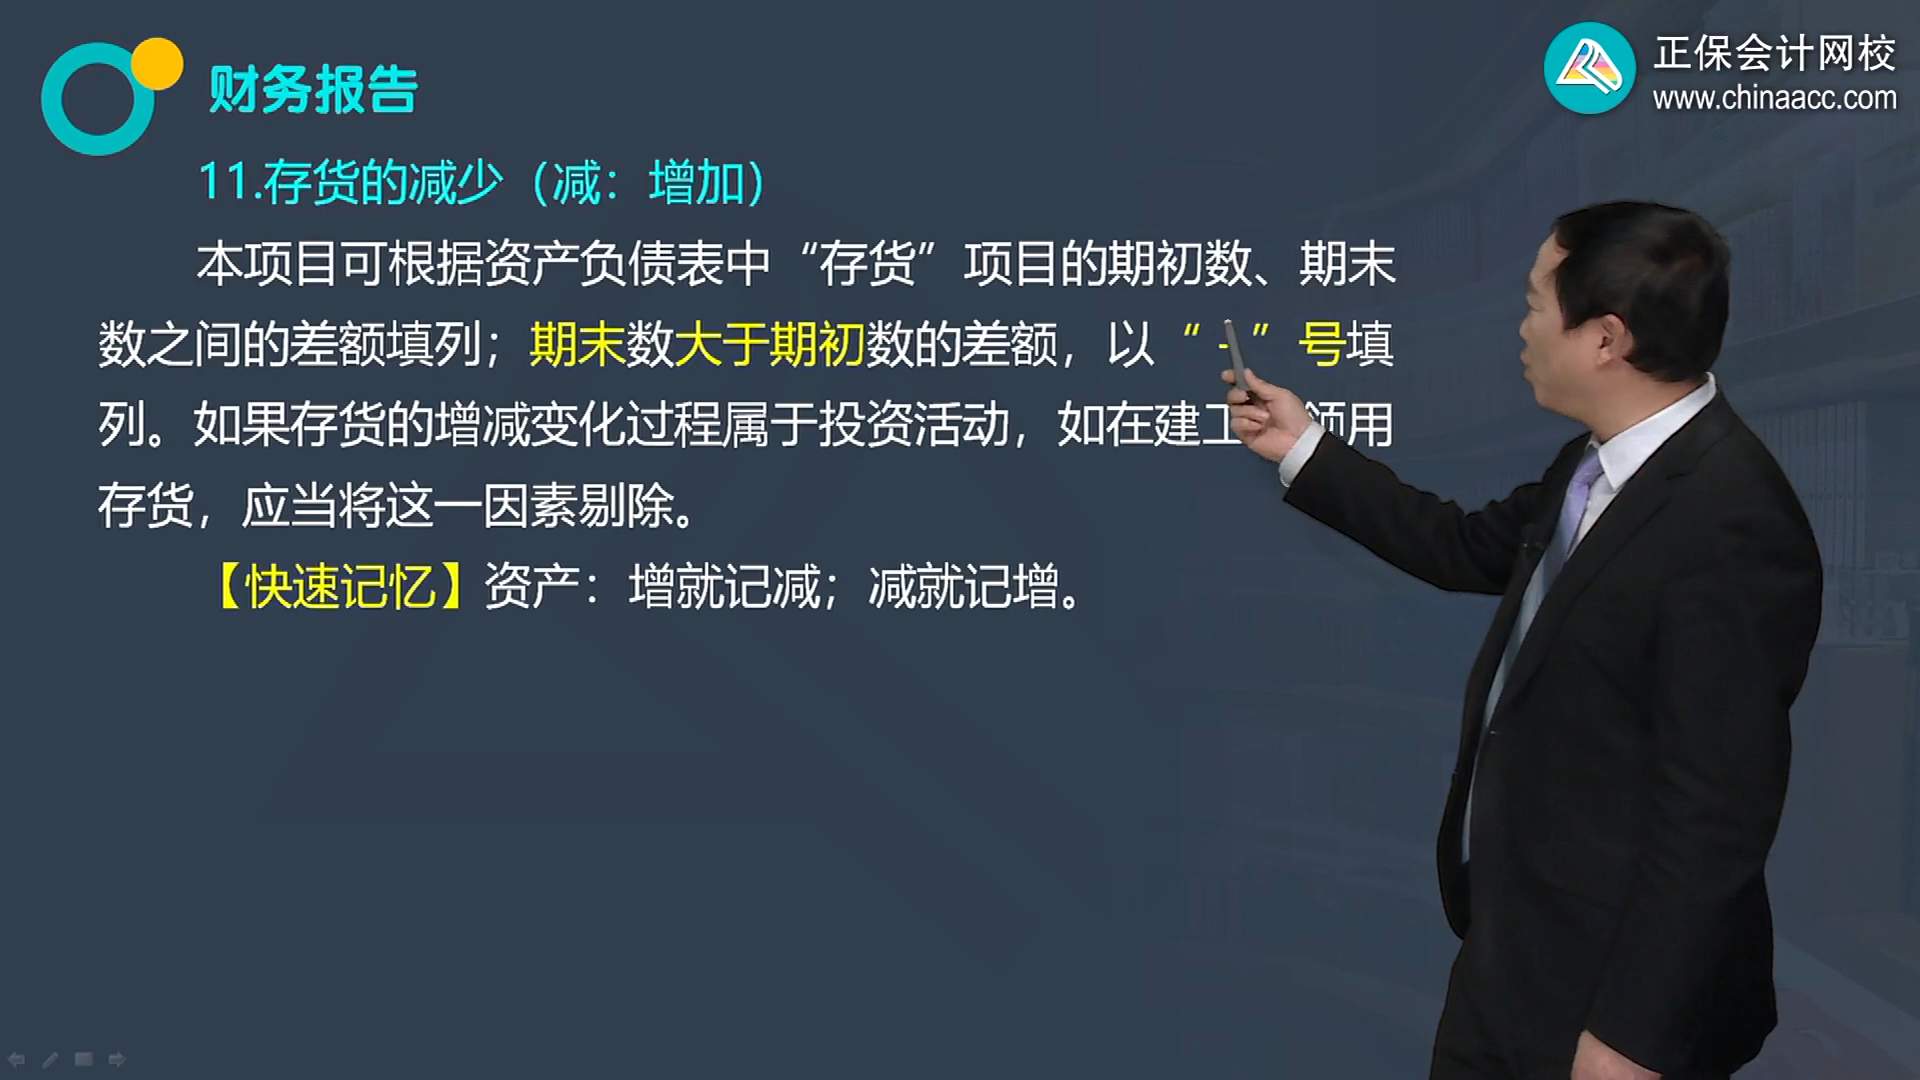 财务报告
正保会计网校
www.chinaacc.com
11.存货的减少（减：增加）
本项目可根据资产负债表中“存货”项目的期初数、期末
数之间的差额填列；期末数大于期初数的差额，以“-”号填
列。如果存货的增减变化过程属于投资活动，如在建工 领用
存货，应当将这一因素剔除。
【快速记忆】资产：增就记减；减就记增。